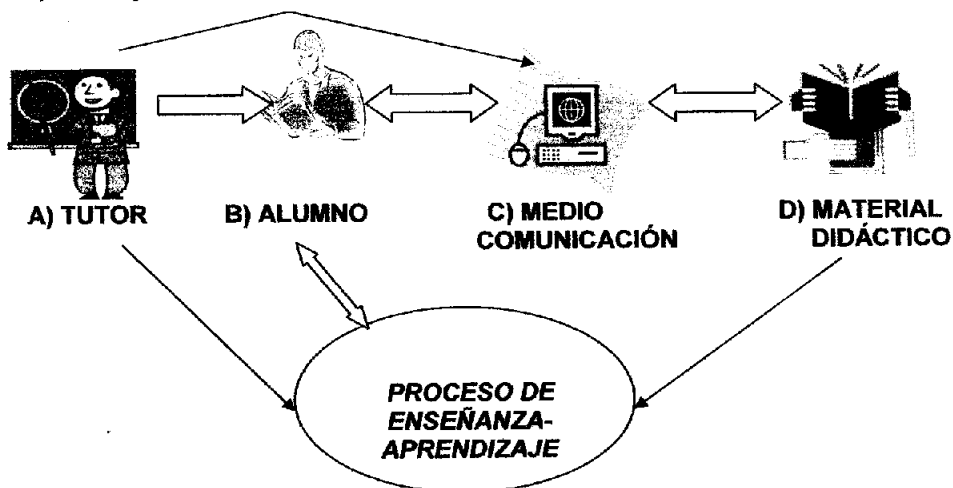 A) TUTOR
B) ALUMNO
C) MEDIO
COMUNICACIÓN
D) MATERIAL
DIDÁCTICO
PROCESO DE
ENSEÑANZA-
APRENDIZAJE